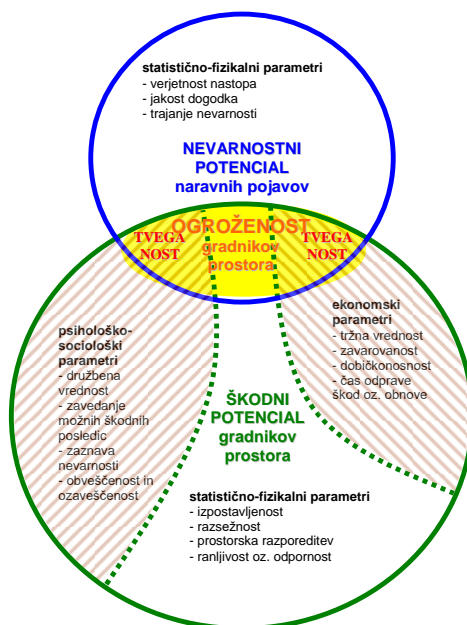 statistično-fizikalni parametri
- verjetnost nastopa
- jakost dogodka
- trajanje nevarnosti
NEVARNOSTNI
POTENCIAL
naravnih pojavov
OGROŽENOST
gradnikov
prostora
TVEGA
NOST
TVEGA
NOST
psihološko-
sociološki
parametri
- družbena
vrednost
- zavedanje
možnih škodnih
posledic
- zaznava
nevarnosti
- obveščenost in
ozaveščenost
ekonomski
parametri
- tržna vrednost
- zavarovanost
- dobičkonosnost
- čas odprave
škod oz. obnove
ŠKODNI
POTENCIAL
gradnikov
prostora
statistično-fizikalni parametri
- izpostavljenost
- razsežnost
- prostorska razporeditev
- ranljivost oz. odpornost